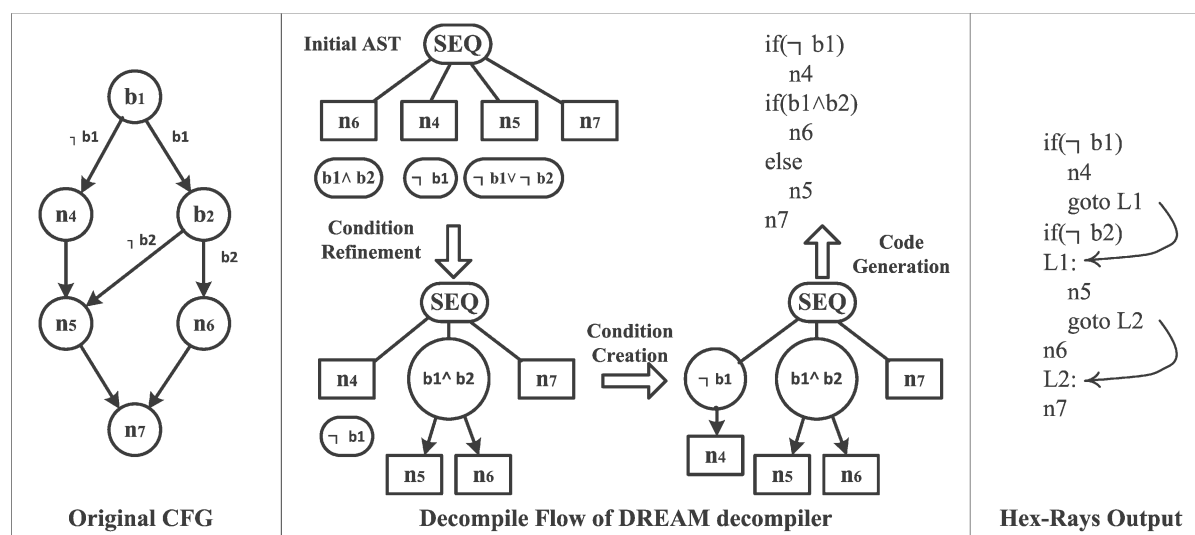 b1
¬ b1
b1
n4
b2
¬ b2
b2
n5
n6
n7
Original CFG
Initial AST
SEQ
n6
n4
n5
n7
b1∧ b2
¬ b1
¬ b1∨ ¬ b2
Condition
Refinement
SEQ
n4
b1^ b2
n7
¬ b1
n5
n6
Condition
Creation
SEQ
¬ b1
b1^ b2
n7
n4
n5
n6
Code
Generation
if(¬ b1)
n4
if(b1∧b2)
n6
else
n5
n7
Decompile Flow of DREAM decompiler
if(¬ b1)
n4
goto L1
if(¬ b2)
L1:
n5
goto L2
n6
L2:
n7
Hex-Rays Output